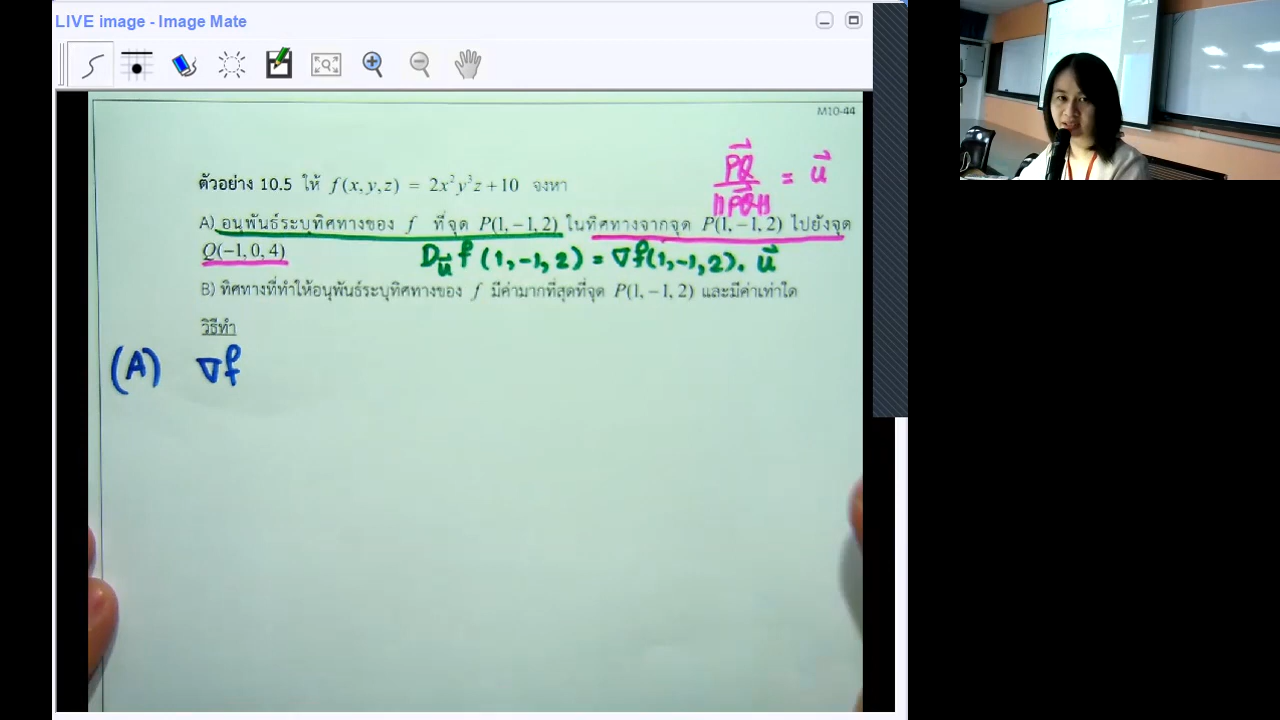 LIVE image - Image Mate
M10-44
ตัวอย่าง 10.5 ให้ f(x,y,z) = 2x²y³z+10 จงหา
PQ⃗ / ||PQ⃗|| = u⃗
A) อนุพันธ์ระบุทิศทางของ f ที่จุด P(1,−1,2) ในทิศทางจากจุด P(1,−1,2) ไปยังจุด
Q(−1,0,4)
D_u⃗ f (1,-1,2) = ∇f(1,-1,2) · u⃗
B) ทิศทางที่ทำให้อนุพันธ์ระบุทิศทางของ f มีค่ามากที่สุดที่จุด P(1,−1,2) และมีค่าเท่าใด
วิธีทำ
(A) ∇f